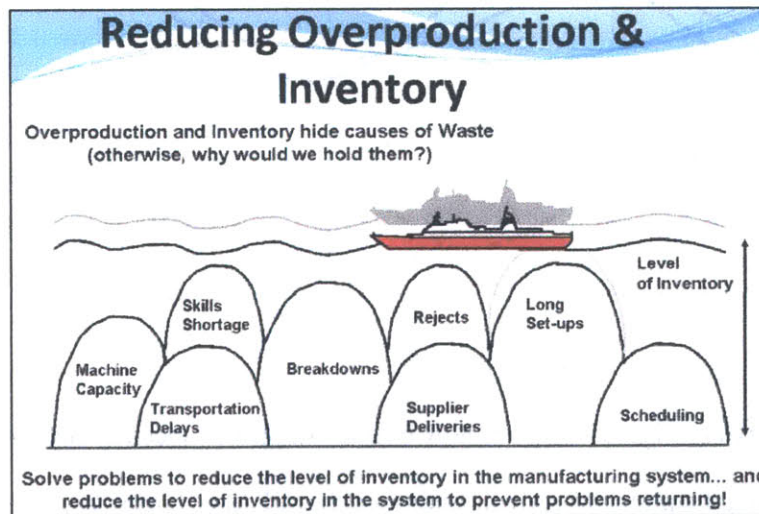 Reducing Overproduction &
Inventory
Overproduction and Inventory hide causes of Waste
(otherwise, why would we hold them?)
Level
of Inventory
Skills
Shortage
Rejects
Long
Set-ups
Machine
Capacity
Breakdowns
Transportation
Delays
Supplier
Deliveries
Scheduling
Solve problems to reduce the level of inventory in the manufacturing system... and
reduce the level of inventory in the system to prevent problems returning!